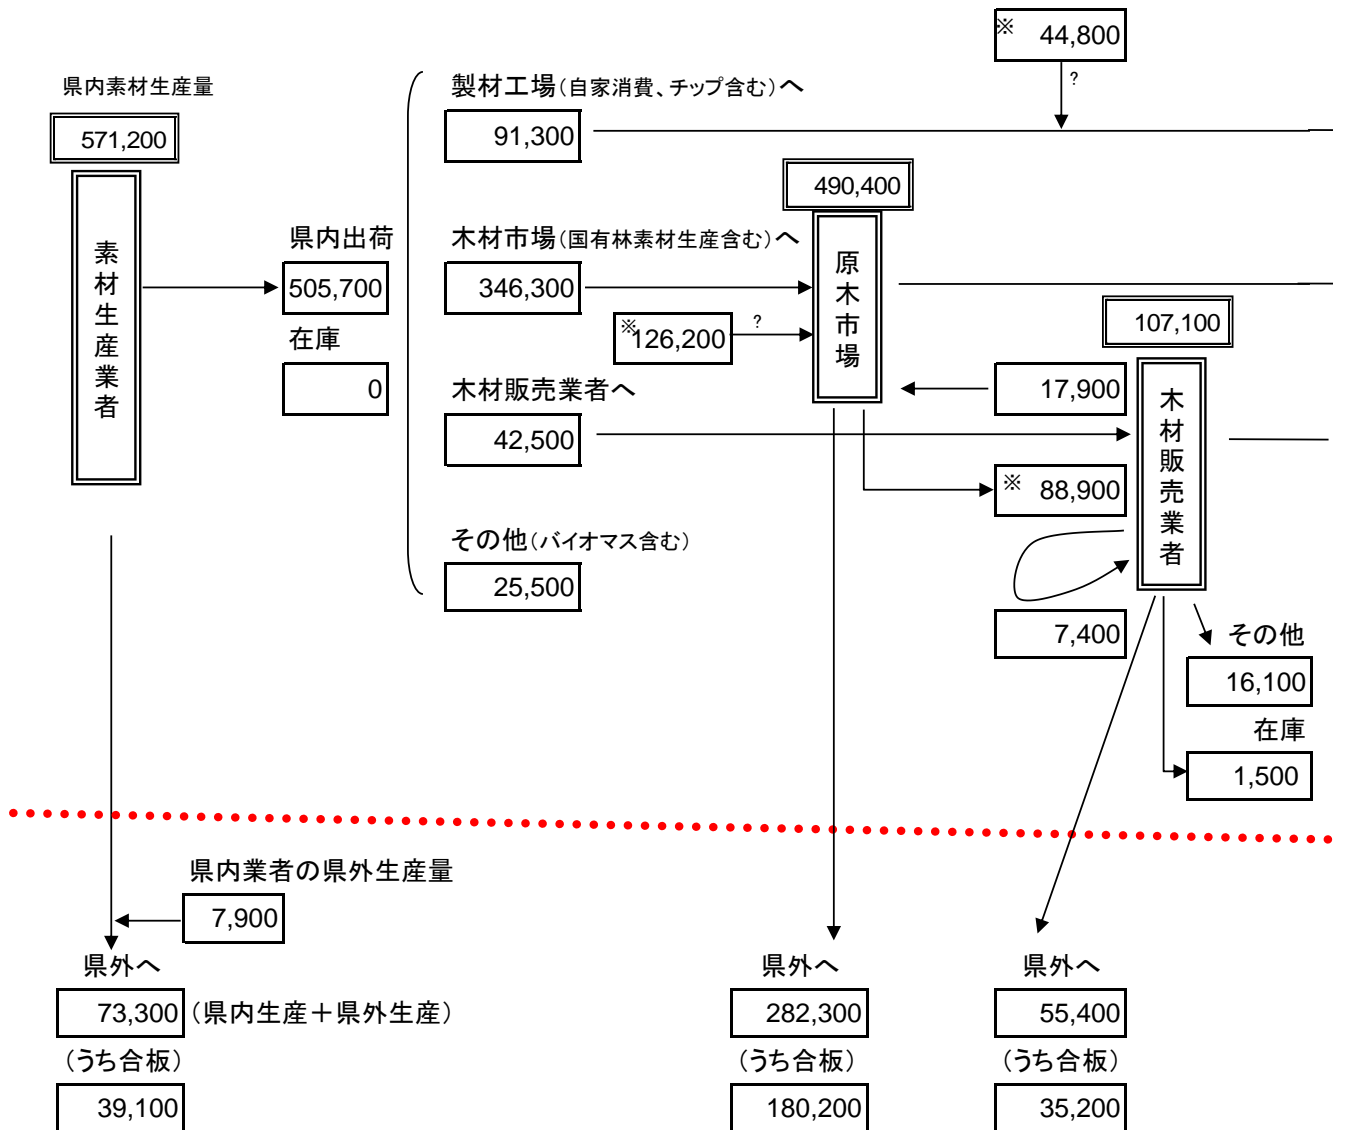 ※ 44,800
?
県内素材生産量
571,200
素材生産業者
製材工場(自家消費、チップ含む)へ
91,300
490,400
原木市場
県内出荷
505,700
在庫
0
木材市場(国有林素材生産含む)へ
346,300
※126,200
?
107,100
木材販売業者
17,900
木材販売業者へ
42,500
※ 88,900
その他(バイオマス含む)
25,500
7,400
その他
16,100
在庫
1,500
県内業者の県外生産量
7,900
県外へ
73,300 (県内生産+県外生産)
(うち合板)
39,100
県外へ
282,300
(うち合板)
180,200
県外へ
55,400
(うち合板)
35,200